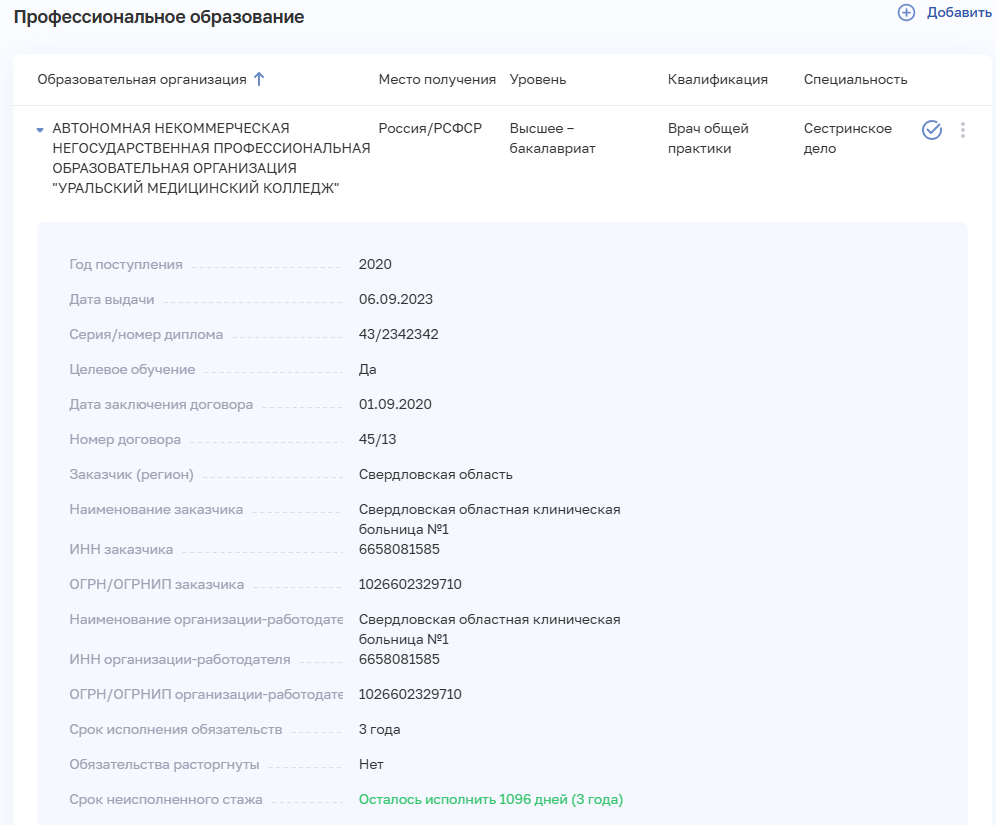 Профессиональное образование
Добавить
Образовательная организация
Место получения
Уровень
Квалификация
Специальность
АВТОНОМНАЯ НЕКОММЕРЧЕСКАЯ
НЕГОСУДАРСТВЕННАЯ ПРОФЕССИОНАЛЬНАЯ
ОБРАЗОВАТЕЛЬНАЯ ОРГАНИЗАЦИЯ
"УРАЛЬСКИЙ МЕДИЦИНСКИЙ КОЛЛЕДЖ"
Россия/РСФСР
Высшее –
бакалавриат
Врач общей
практики
Сестринское
дело
Год поступления 2020
Дата выдачи 06.09.2023
Серия/номер диплома 43/2342342
Целевое обучение Да
Дата заключения договора 01.09.2020
Номер договора 45/13
Заказчик (регион) Свердловская область
Наименование заказчика Свердловская областная клиническая
больница №1
ИНН заказчика 6658081585
ОГРН/ОГРНИП заказчика 1026602329710
Наименование организации-работодате Свердловская областная клиническая
больница №1
ИНН организации-работодателя 6658081585
ОГРН/ОГРНИП организации-работодате 1026602329710
Срок исполнения обязательств 3 года
Обязательства расторгнуты Нет
Срок неисполненного стажа Осталось исполнить 1096 дней (3 года)